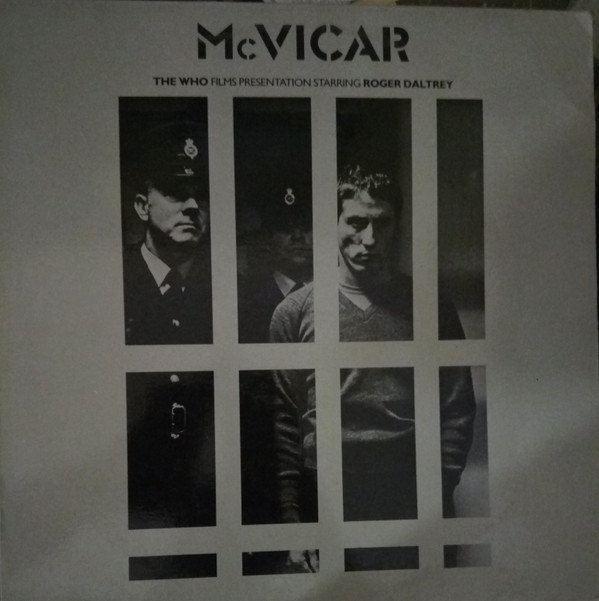 McVICAR
THE WHO FILMS PRESENTATION STARRING ROGER DALTREY